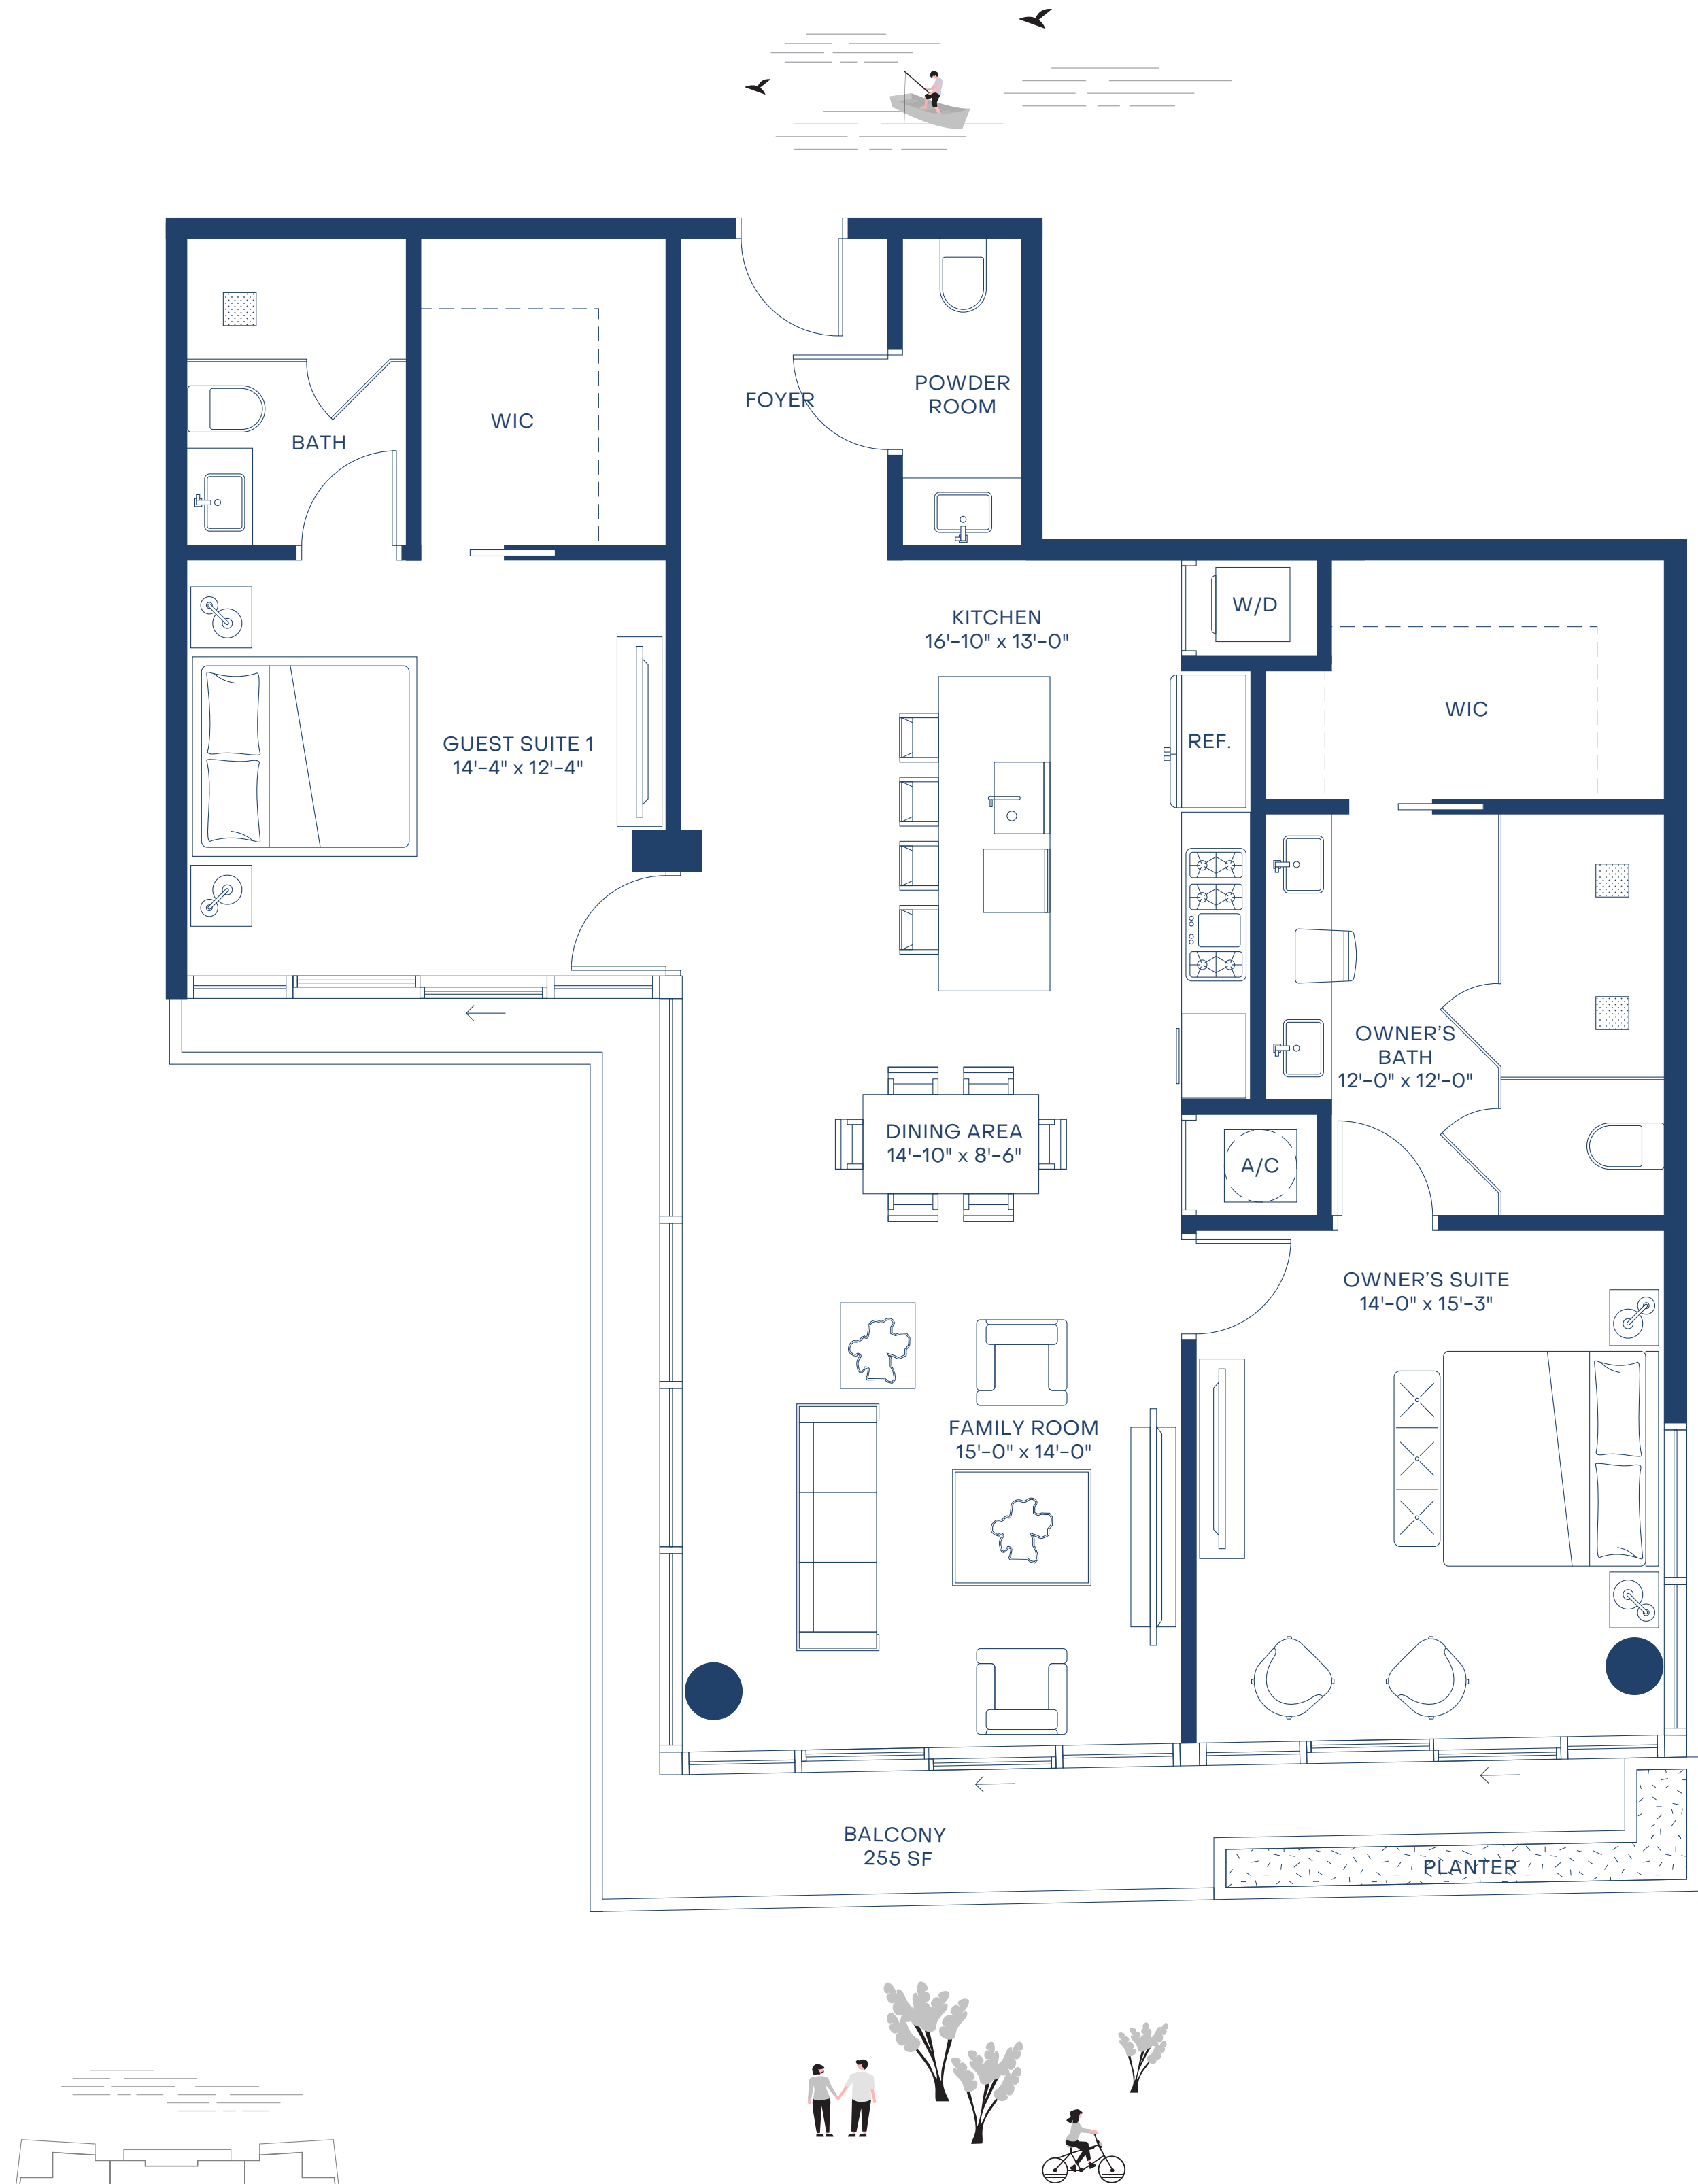 POWDER
ROOM
FOYER
WIC
BATH
W/D
KITCHEN
16'-10" x 13'-0"
WIC
REF.
GUEST SUITE 1
14'-4" x 12'-4"
OWNER'S
BATH
12'-0" x 12'-0"
DINING AREA
14'-10" x 8'-6"
A/C
OWNER'S SUITE
14'-0" x 15'-3"
FAMILY ROOM
15'-0" x 14'-0"
BALCONY
255 SF
PLANTER